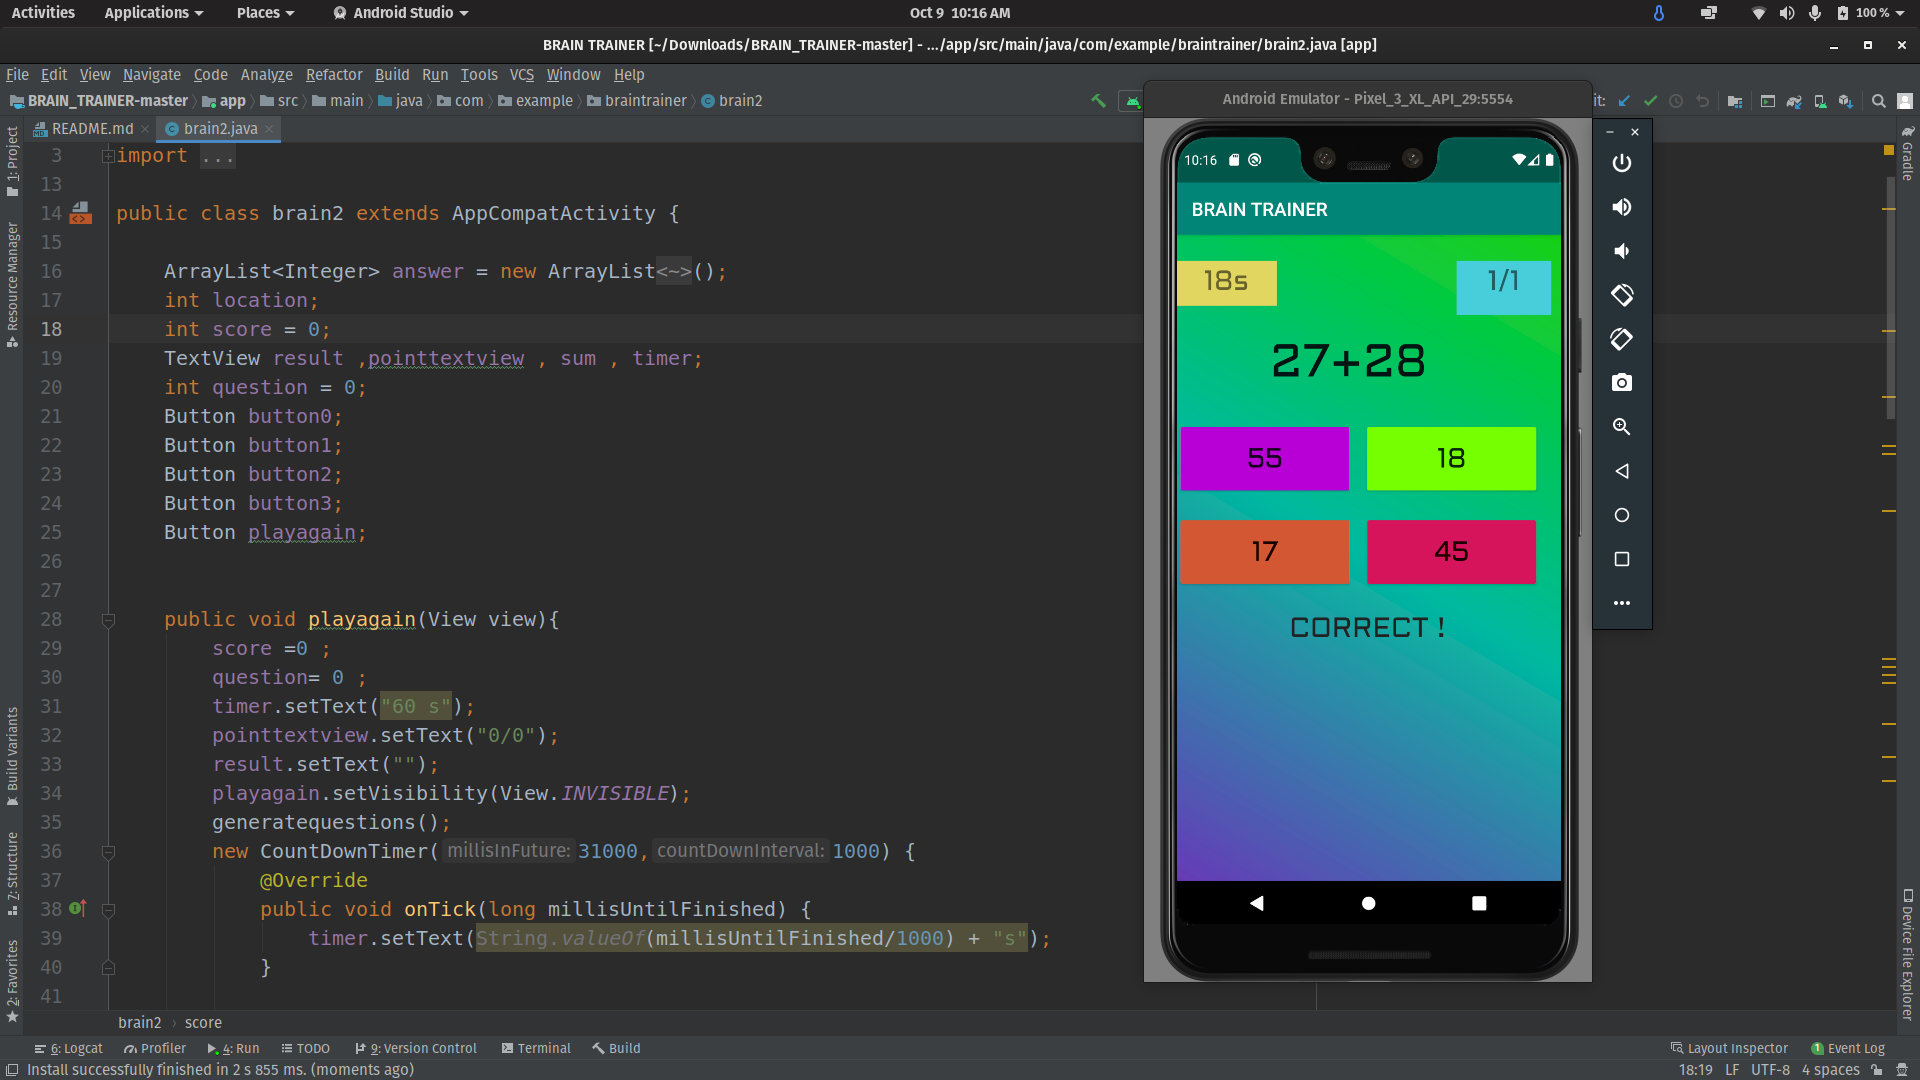 Activities Applications Places Android Studio Oct 9 10:16 AM 100 %
BRAIN TRAINER [~/Downloads/BRAIN_TRAINER-master] - .../app/src/main/java/com/example/braintrainer/brain2.java [app]
File Edit View Navigate Code Analyze Refactor Build Run Tools VCS Window Help
BRAIN_TRAINER-master app src main java com example braintrainer brain2 it:
README.md brain2.java
1: Project
Resource Manager
Build Variants
7: Structure
2: Favorites
3 import ...
13
14 public class brain2 extends AppCompatActivity {
15
16 ArrayList<Integer> answer = new ArrayList<~>();
17 int location;
18 int score = 0;
19 TextView result ,pointtextview , sum , timer;
20 int question = 0;
21 Button button0;
22 Button button1;
23 Button button2;
24 Button button3;
25 Button playagain;
26
27
28 public void playagain(View view){
29 score =0 ;
30 question= 0 ;
31 timer.setText("60 s");
32 pointtextview.setText("0/0");
33 result.setText("");
34 playagain.setVisibility(View.INVISIBLE);
35 generatequestions();
36 new CountDownTimer( millisInFuture: 31000, countDownInterval: 1000) {
37 @Override
38 public void onTick(long millisUntilFinished) {
39 timer.setText(String.valueOf(millisUntilFinished/1000) + "s");
40 }
41
Android Emulator - Pixel_3_XL_API_29:5554
10:16
BRAIN TRAINER
18s 1/1
27+28
55 18
17 45
CORRECT !
Gradle
Device File Explorer
brain2 › score
6: Logcat Profiler 4: Run TODO 9: Version Control Terminal Build Layout Inspector 1 Event Log
Install successfully finished in 2 s 855 ms. (moments ago) 18:19 LF UTF-8 4 spaces